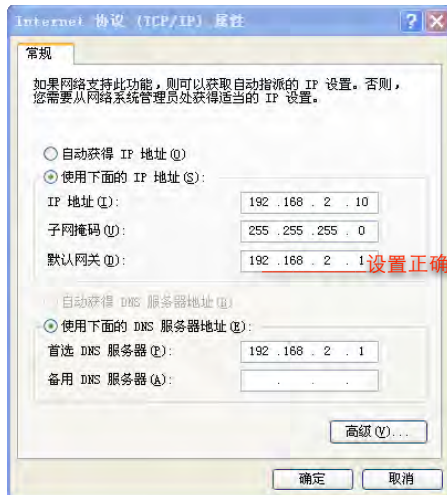 Internet 协议 (TCP/IP) 属性
常规
如果网络支持此功能，则可以获取自动指派的 IP 设置。否则，
您需要从网络系统管理员处获得适当的 IP 设置。
自动获得 IP 地址(O)
使用下面的 IP 地址(S):
IP 地址(I): 192 .168 . 2 . 10
子网掩码(U): 255 .255 .255 . 0
默认网关(D): 192 .168 . 2 . 1 设置正确
自动获得 DNS 服务器地址(B)
使用下面的 DNS 服务器地址(E):
首选 DNS 服务器(P): 192 .168 . 2 . 1
备用 DNS 服务器(A): . . .
高级(V)...
确定 取消